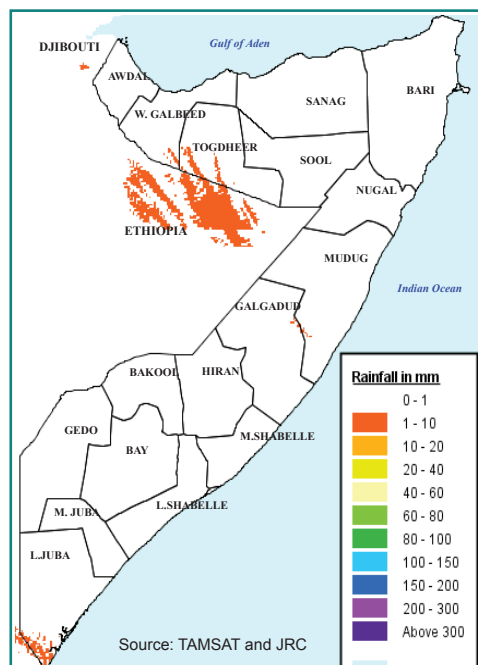 DJIBOUTI
Gulf of Aden
AWDAL
BARI
SANAG
W. GALBEED
TOGDHEER
SOOL
NUGAL
ETHIOPIA
MUDUG
Indian Ocean
GALGADUD
BAKOOL
HIRAN
GEDO
M.SHABELLE
BAY
L.SHABELLE
M. JUBA
L.JUBA
Source: TAMSAT and JRC
Rainfall in mm
0 - 1
1 - 10
10 - 20
20 - 40
40 - 60
60 - 80
80 - 100
100 - 150
150 - 200
200 - 300
Above 300